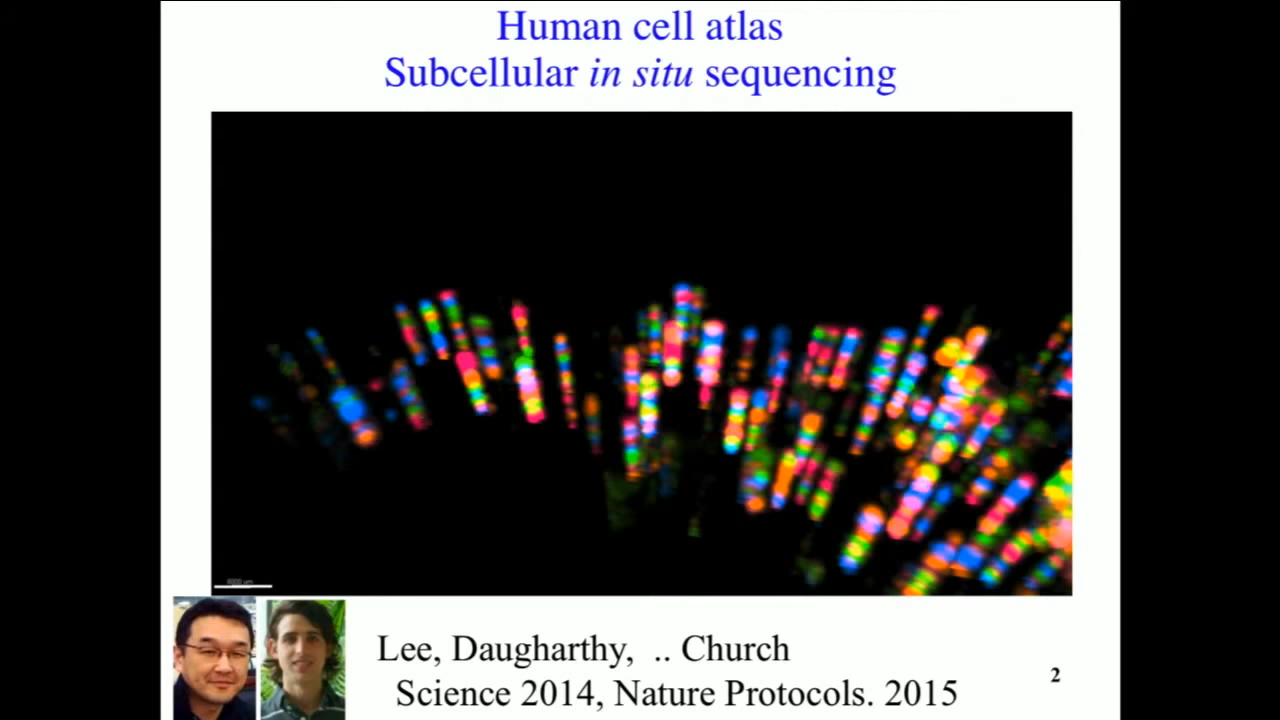 Human cell atlas
Subcellular in situ sequencing
Lee, Daugharthy, .. Church
Science 2014, Nature Protocols. 2015
2